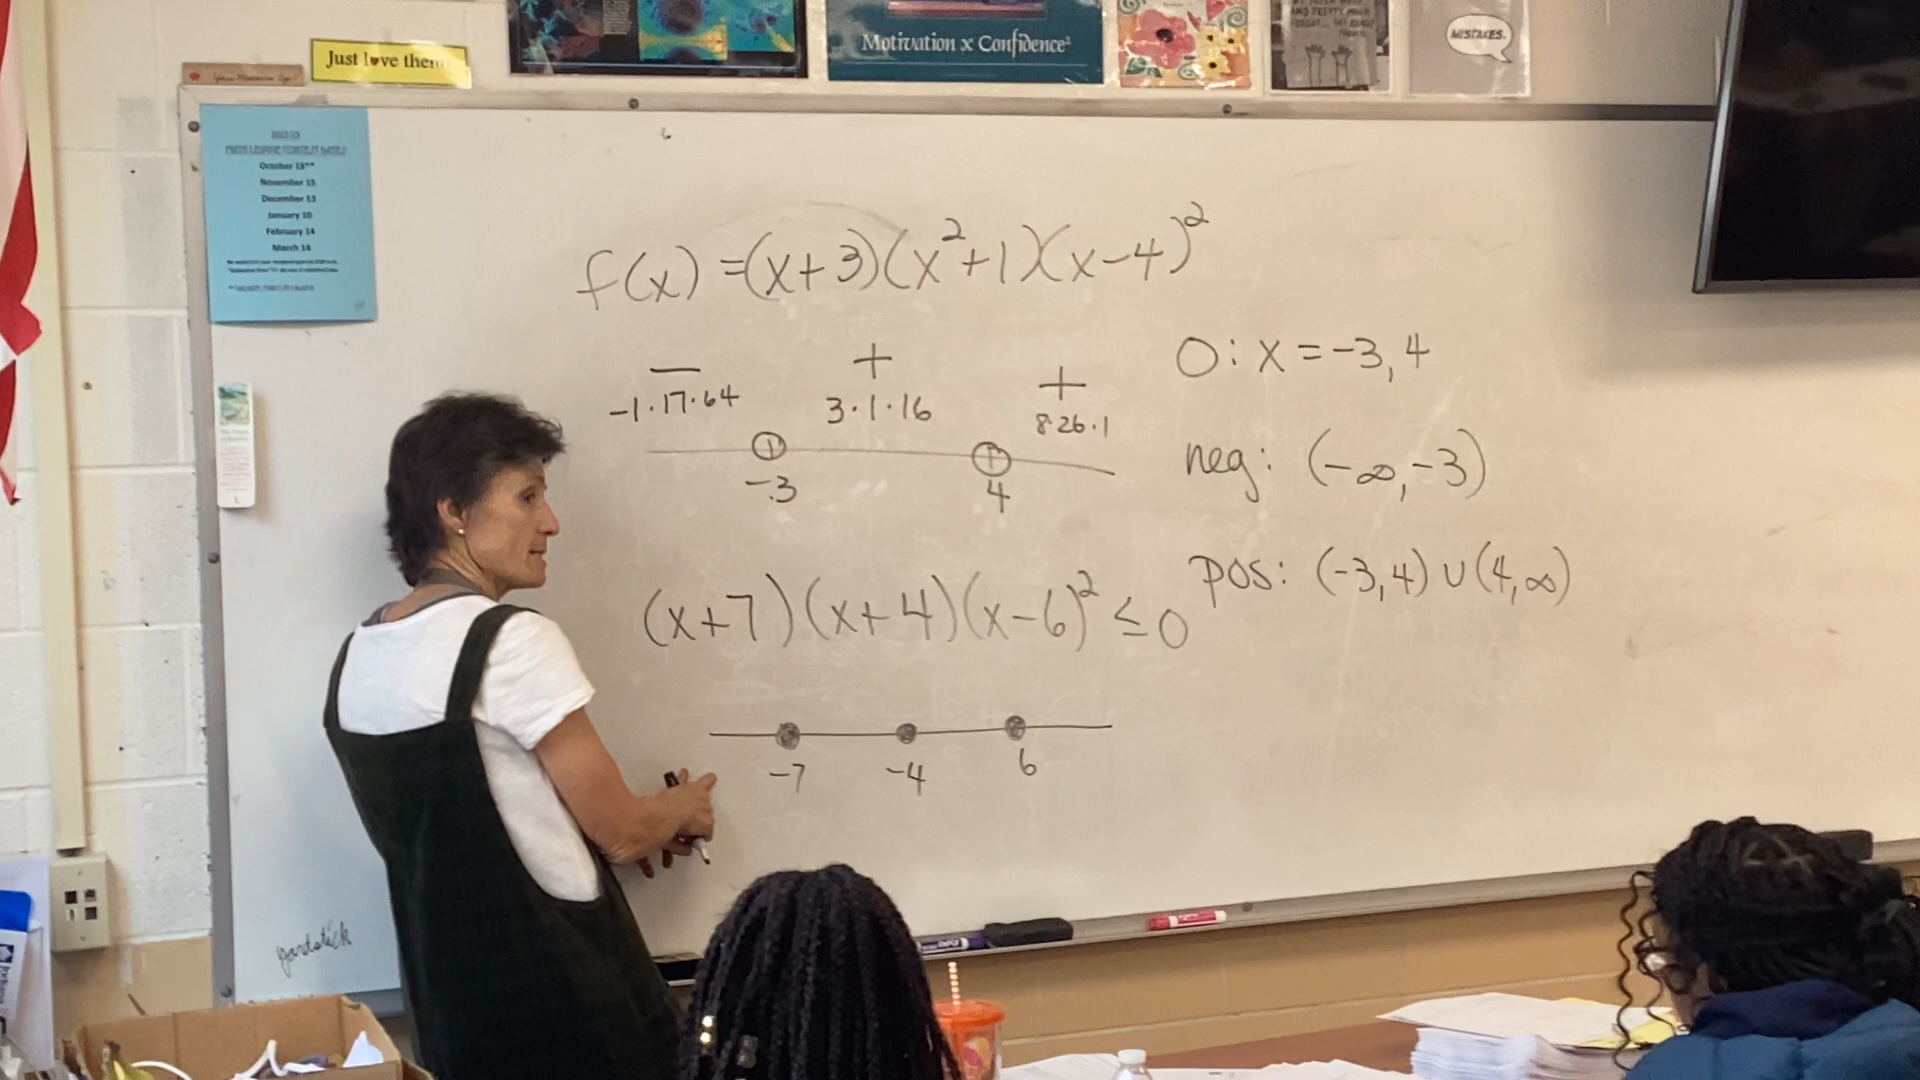 Just love them
Motivation x Confidence²
MISTAKES.
October 18**
November 15
December 13
January 10
February 14
March 14
f(x) =(x+3)(x²+1)(x-4)²
— + +
-1·17·64 3·1·16 8·26·1
-3 4
0: x = -3, 4
neg: (-∞,-3)
pos: (-3,4) ∪ (4,∞)
(x+7)(x+4)(x-6)² ≤ 0
-7 -4 6
yardstick